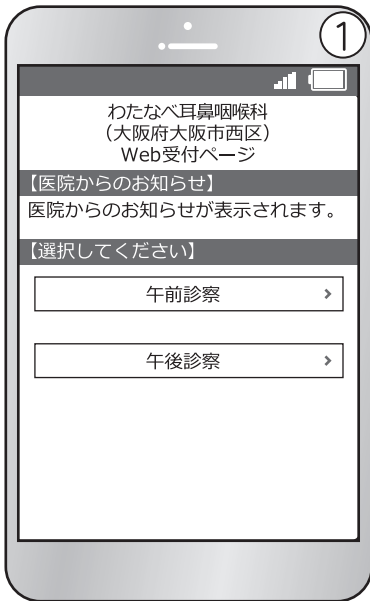 ①
わたなべ耳鼻咽喉科
（大阪府大阪市西区）
Web受付ページ
【医院からのお知らせ】
医院からのお知らせが表示されます。
【選択してください】
午前診察 ›
午後診察 ›